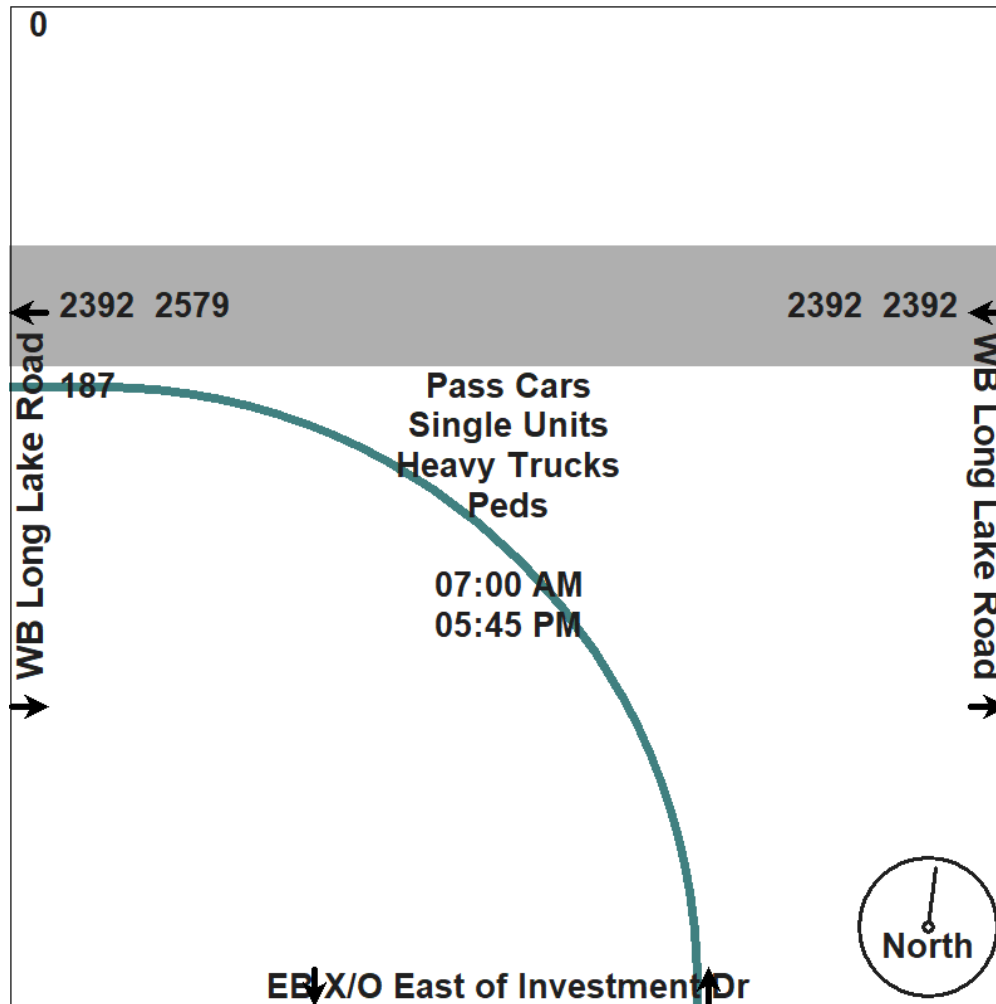 0
2392 2579
2392 2392
187
WB Long Lake Road
WB Long Lake Road
Pass Cars
Single Units
Heavy Trucks
Peds
07:00 AM
05:45 PM
North
EB X/O East of Investment Dr